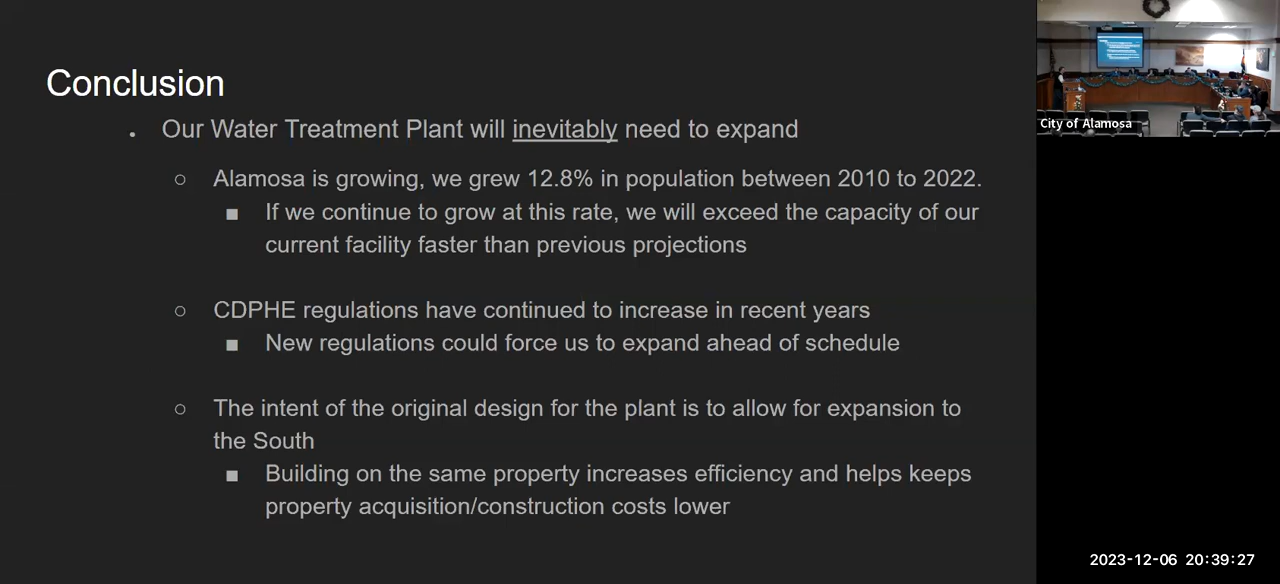 Conclusion
• Our Water Treatment Plant will inevitably need to expand
○ Alamosa is growing, we grew 12.8% in population between 2010 to 2022.
■ If we continue to grow at this rate, we will exceed the capacity of our
current facility faster than previous projections
○ CDPHE regulations have continued to increase in recent years
■ New regulations could force us to expand ahead of schedule
○ The intent of the original design for the plant is to allow for expansion to
the South
■ Building on the same property increases efficiency and helps keeps
property acquisition/construction costs lower
City of Alamosa
2023-12-06 20:39:27